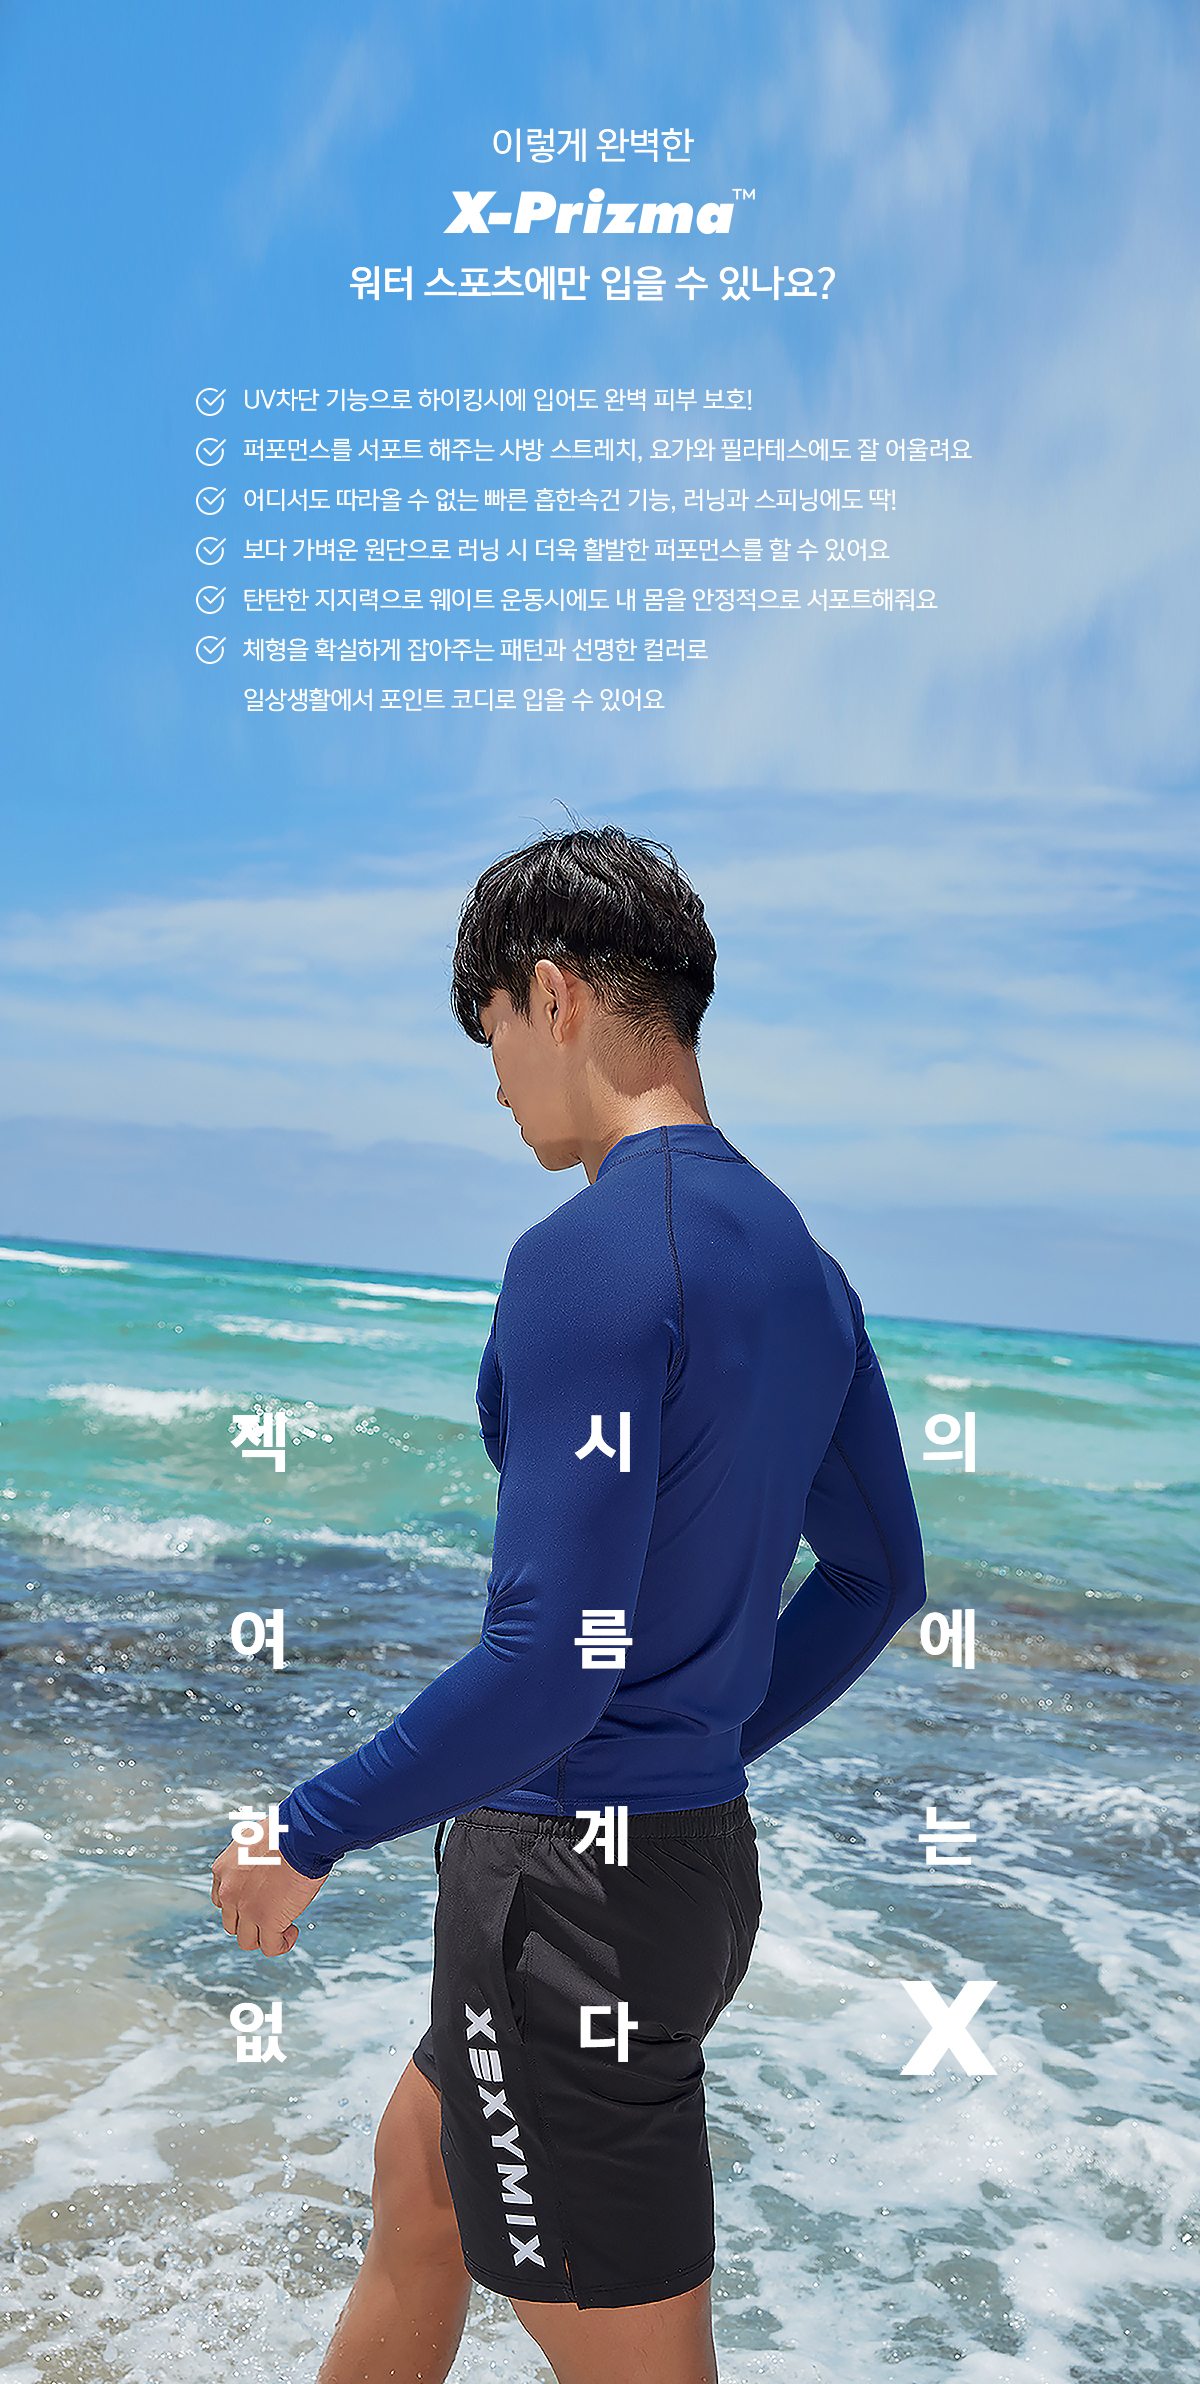 이렇게 완벽한
X-Prizma™
워터 스포츠에만 입을 수 있나요?
UV차단 기능으로 하이킹시에 입어도 완벽 피부 보호!
퍼포먼스를 서포트 해주는 사방 스트레치, 요가와 필라테스에도 잘 어울려요
어디서도 따라올 수 없는 빠른 흡한속건 기능, 러닝과 스피닝에도 딱!
보다 가벼운 원단으로 러닝 시 더욱 활발한 퍼포먼스를 할 수 있어요
탄탄한 지지력으로 웨이트 운동시에도 내 몸을 안정적으로 서포트해줘요
체형을 확실하게 잡아주는 패턴과 선명한 컬러로
일상생활에서 포인트 코디로 입을 수 있어요
젝 시 의
여 름 에
한 계 는
없 다 X
XEXYMIX